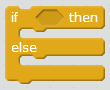 if then
else